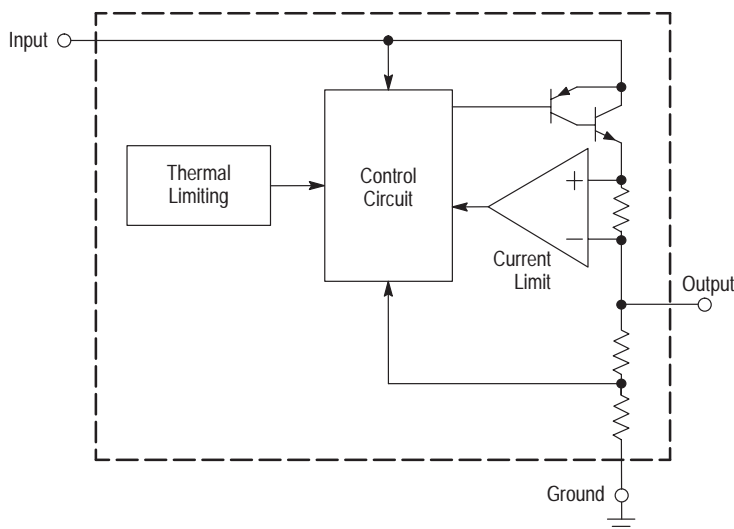 Input
Thermal
Limiting
Control
Circuit
+
−
Current
Limit
Output
Ground